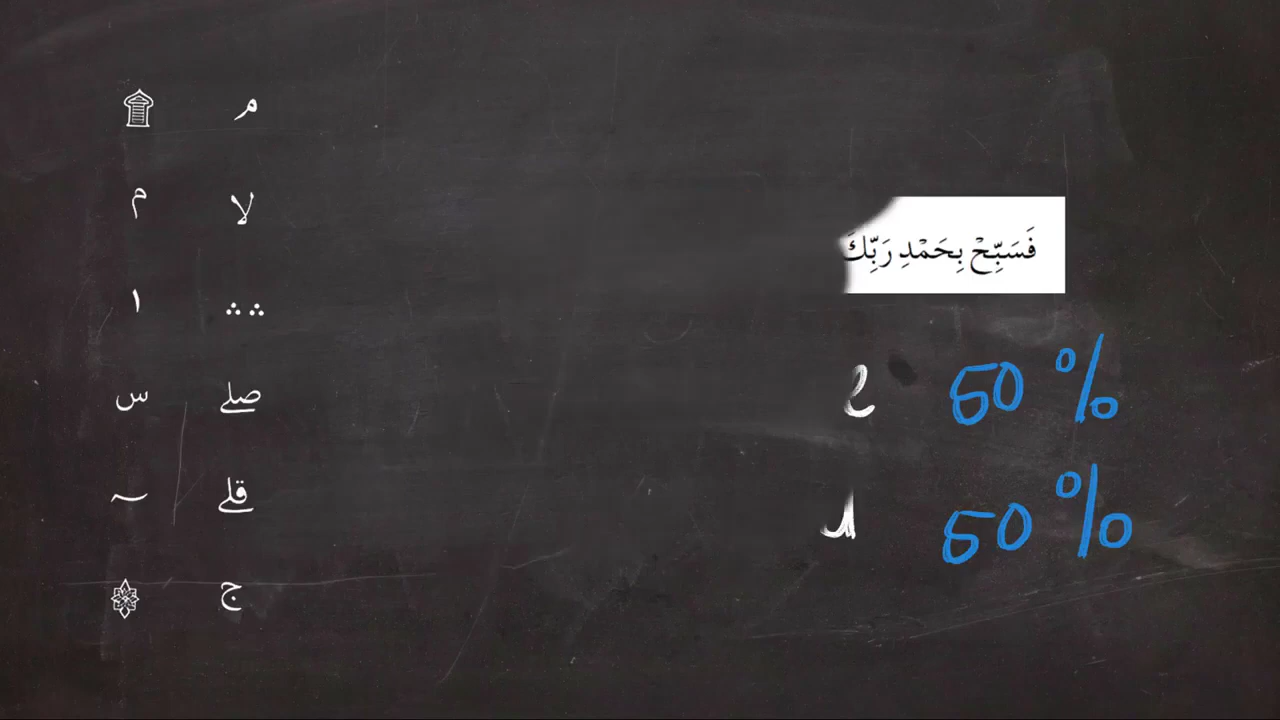 ۩ م
م لا
ا ∴ ∴
س صلے
~ قلے
ج
فَسَبِّحْ بِحَمْدِ رَبِّكَ
50 %
50 %